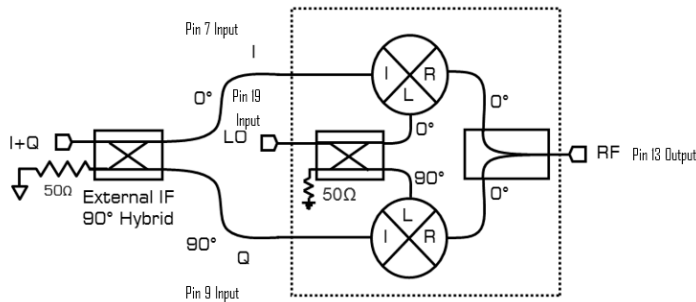 Pin 7 Input
I
0°
Pin 19
Input
I+Q
LO
50Ω
External IF
90° Hybrid
90°
Q
Pin 9 Input
I
R
L
0°
0°
50Ω
90°
L
I
R
0°
RF
Pin 13 Output